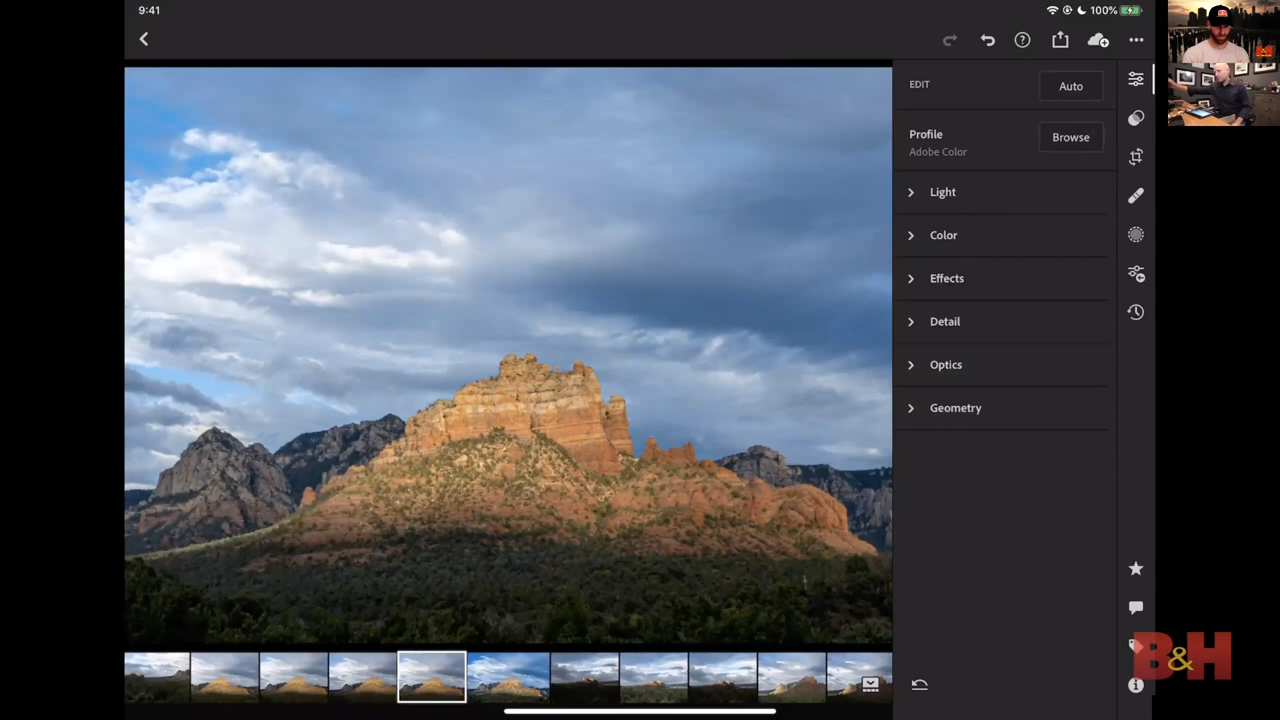 9:41
100%
EDIT
Auto
Profile
Adobe Color
Browse
Light
Color
Effects
Detail
Optics
Geometry
B&H